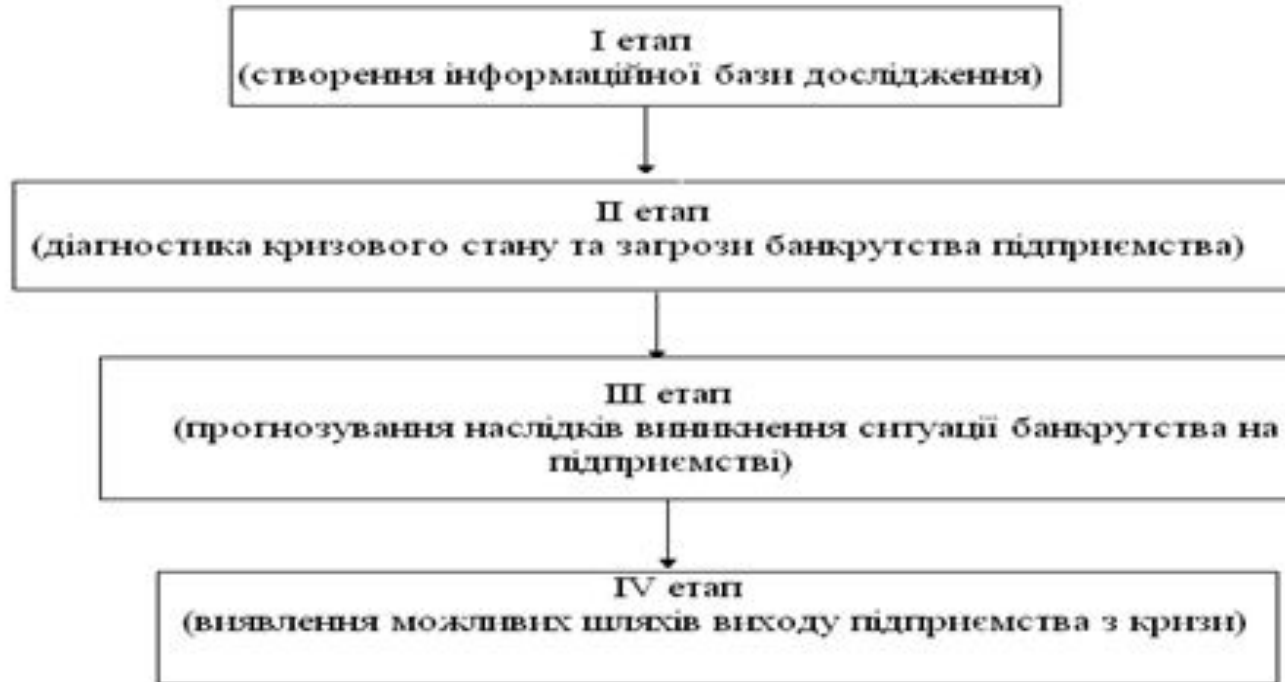 І етап
(створення інформаційної бази дослідження)
ІІ етап
(діагностика кризового стану та загрози банкрутства підприємства)
ІІІ етап
(прогнозування наслідків виникнення ситуації банкрутства на
підприємстві)
IV етап
(виявлення можливих шляхів виходу підприємства з кризи)